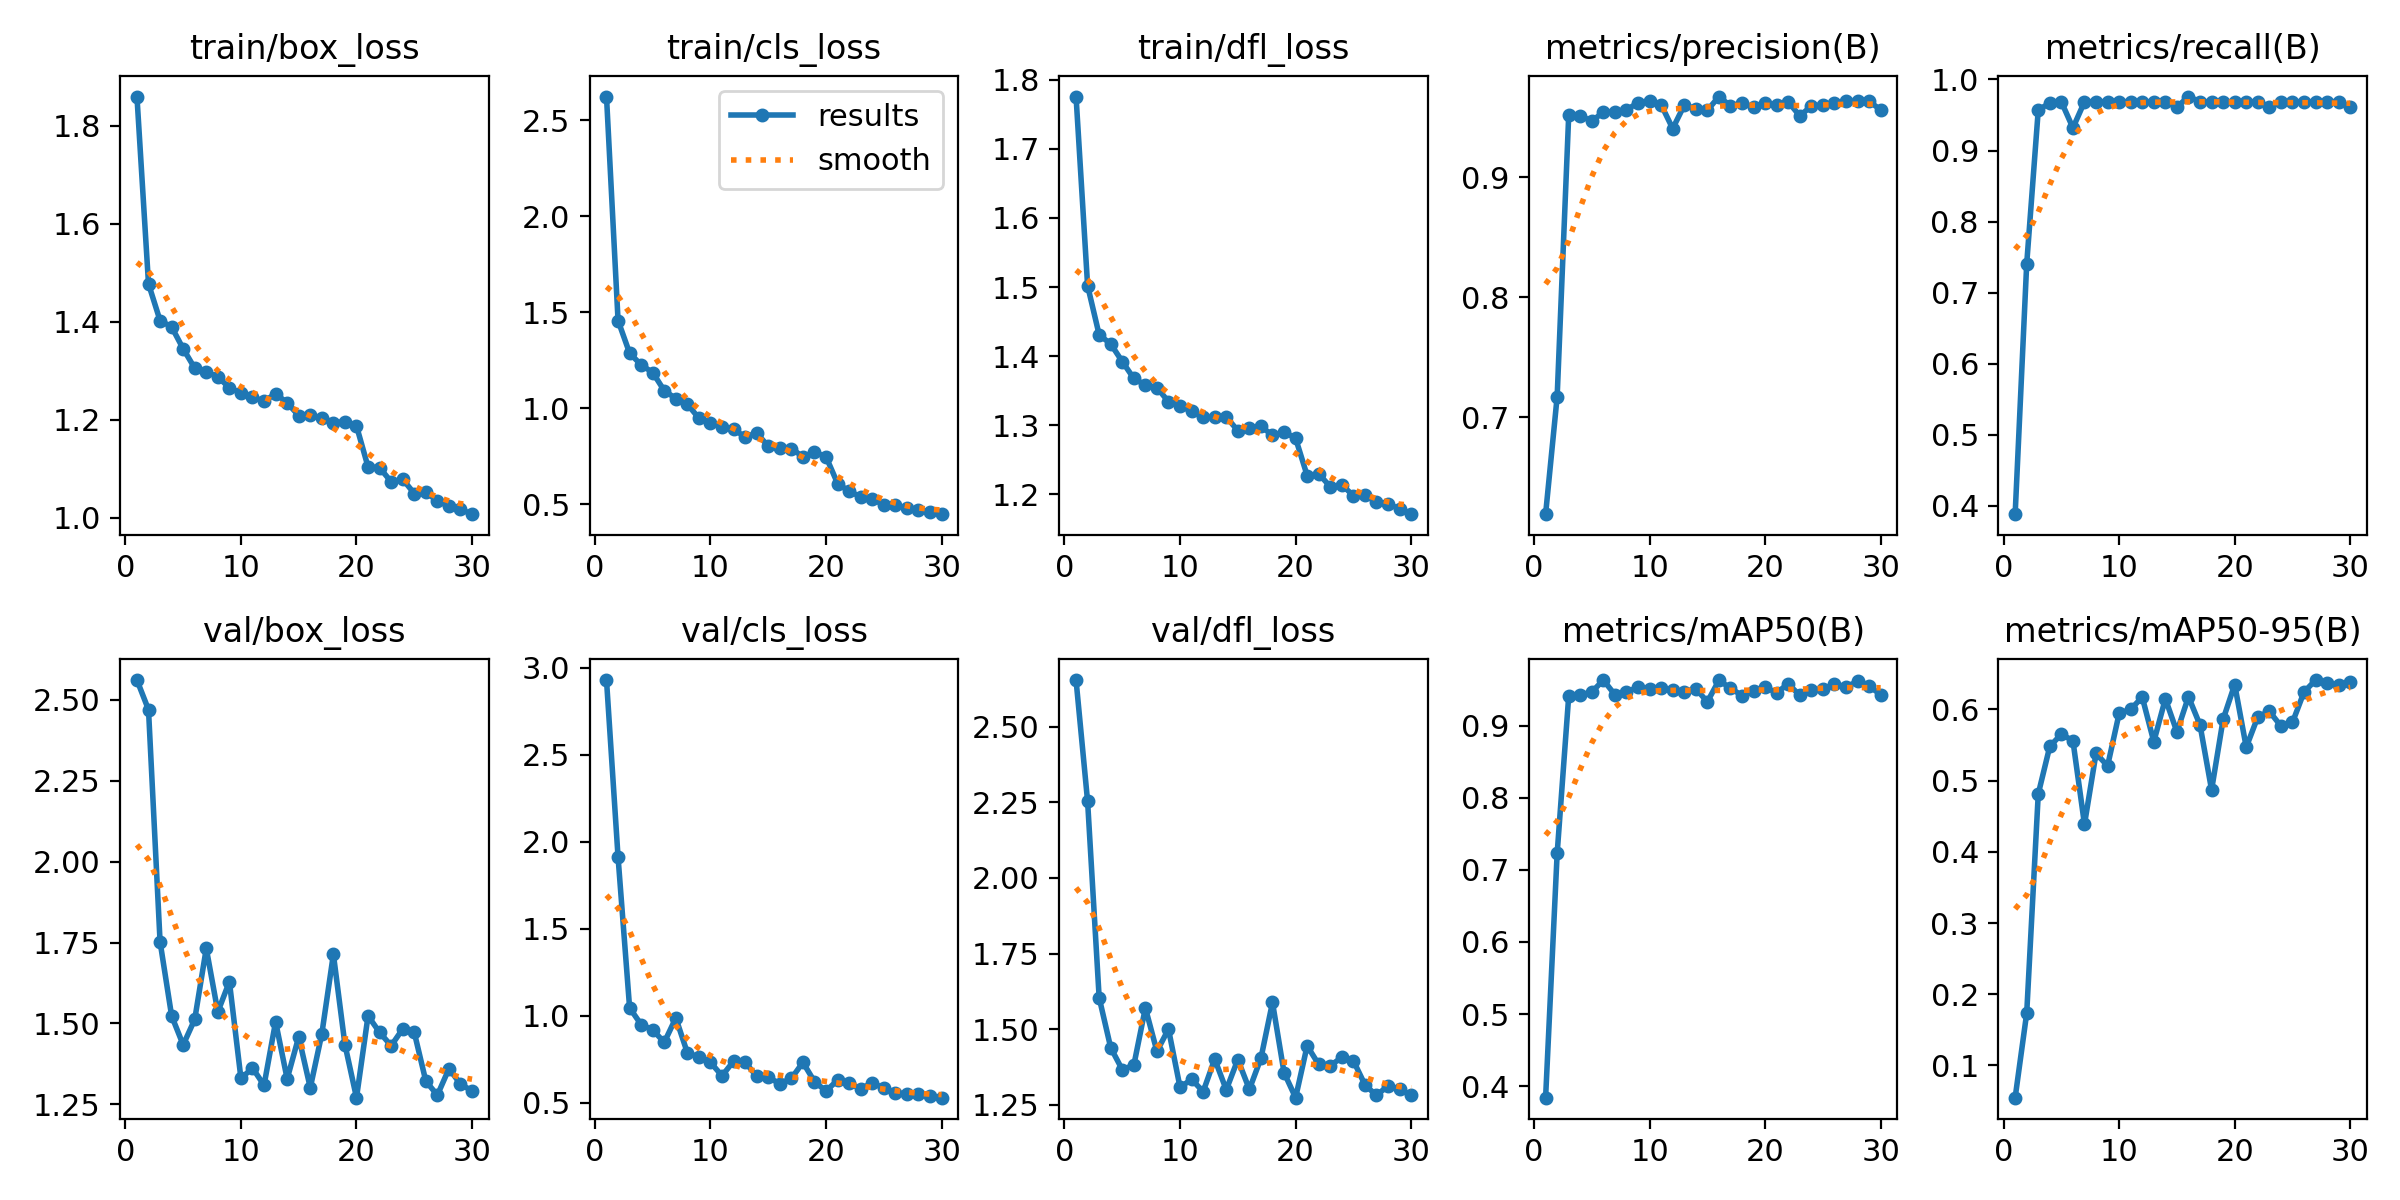 train/box_loss
1.8
1.6
1.4
1.2
1.0
0 10 20 30
train/cls_loss
results
smooth
2.5
2.0
1.5
1.0
0.5
0 10 20 30
train/dfl_loss
1.8
1.7
1.6
1.5
1.4
1.3
1.2
0 10 20 30
metrics/precision(B)
0.9
0.8
0.7
0 10 20 30
metrics/recall(B)
1.0
0.9
0.8
0.7
0.6
0.5
0.4
0 10 20 30
val/box_loss
2.50
2.25
2.00
1.75
1.50
1.25
0 10 20 30
val/cls_loss
3.0
2.5
2.0
1.5
1.0
0.5
0 10 20 30
val/dfl_loss
2.50
2.25
2.00
1.75
1.50
1.25
0 10 20 30
metrics/mAP50(B)
0.9
0.8
0.7
0.6
0.5
0.4
0 10 20 30
metrics/mAP50-95(B)
0.6
0.5
0.4
0.3
0.2
0.1
0 10 20 30